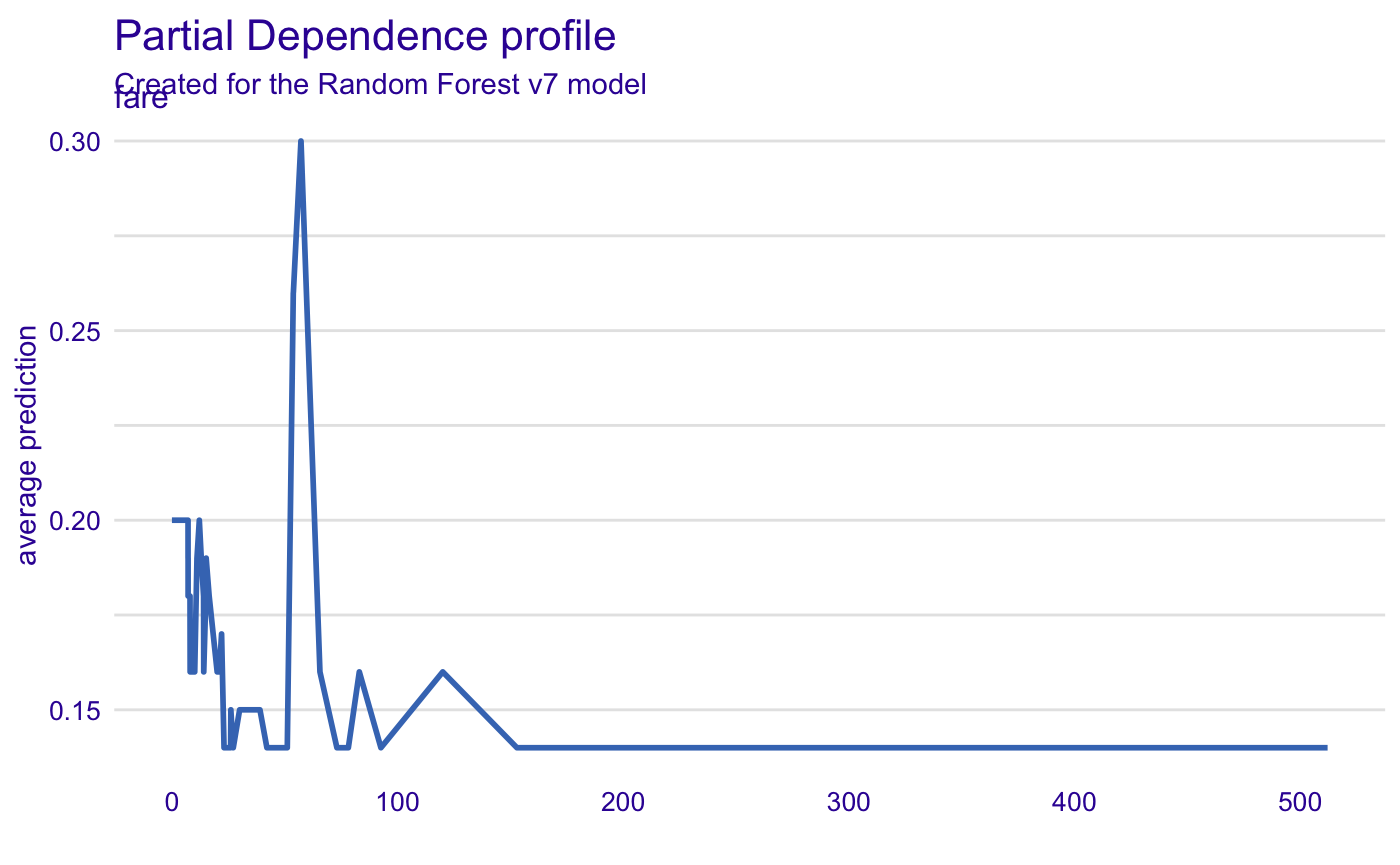 Partial Dependence profile
Created for the Random Forest v7 model
fare
average prediction
0.30
0.25
0.20
0.15
0 100 200 300 400 500